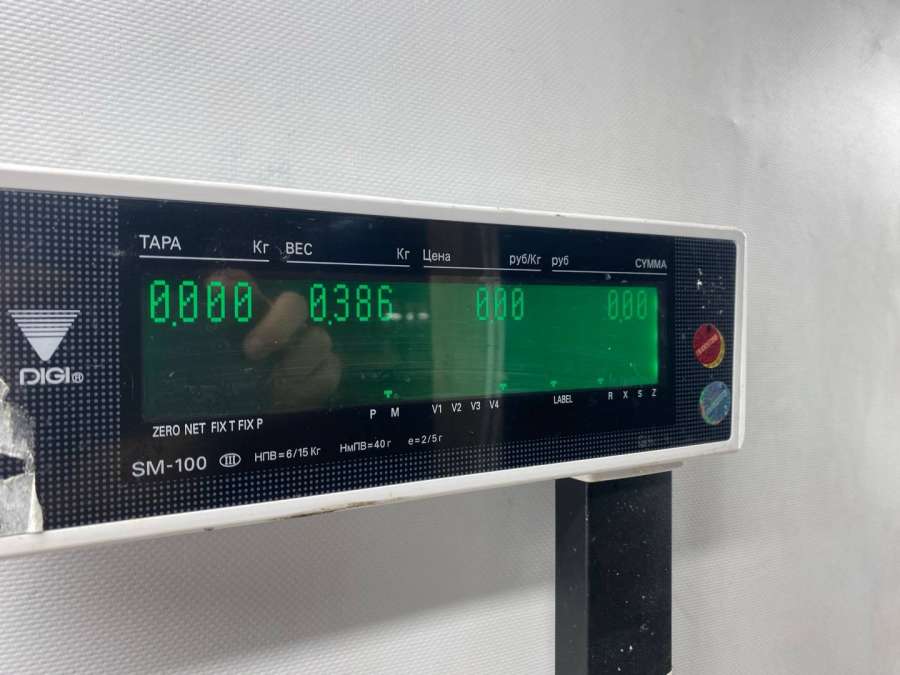 ТАРА Кг ВЕС Кг Цена руб/Кг руб СУММА
0.000 0.386 0.00 0.00
DIGI®
P M V1 V2 V3 V4 LABEL R X S Z
ZERO NET FIX T FIX P
SM-100 III НПВ=6/15 Кг НмПВ=40 г e=2/5 г